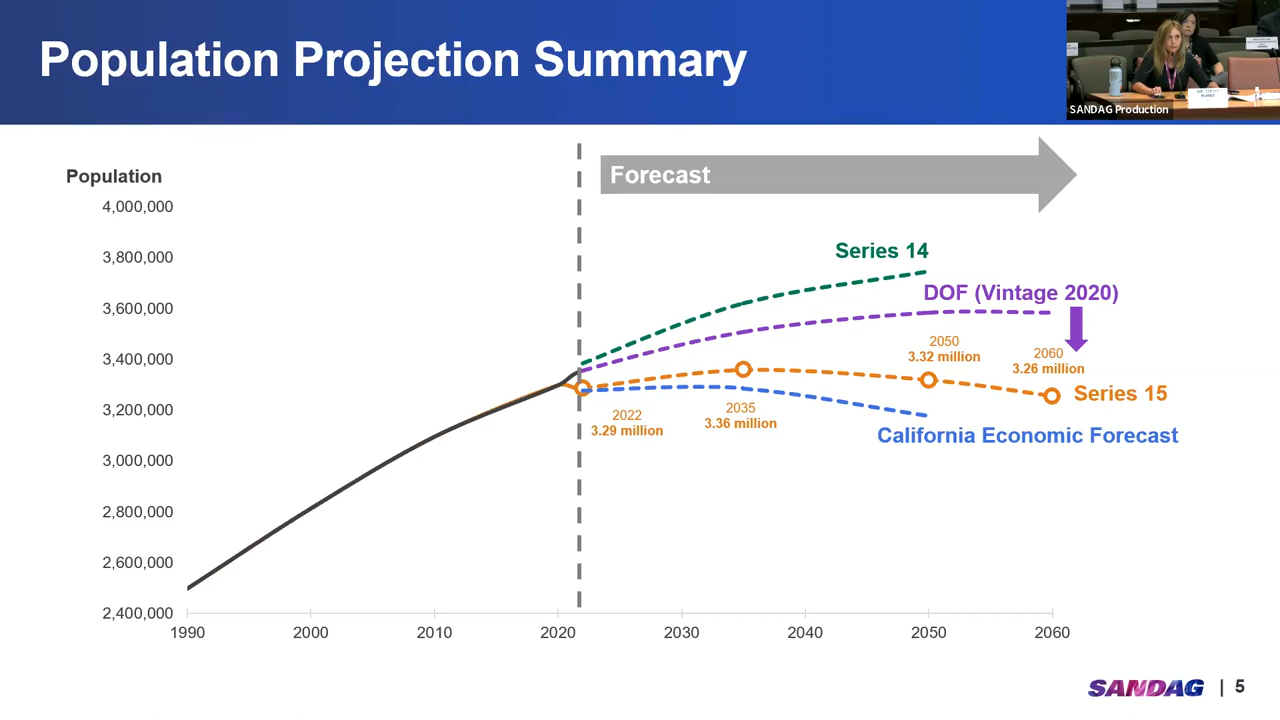 Population Projection Summary
SANDAG Production
Forecast
Population
4,000,000
3,800,000
3,600,000
3,400,000
3,200,000
3,000,000
2,800,000
2,600,000
2,400,000
Series 14
DOF (Vintage 2020)
2050
3.32 million
2060
3.26 million
Series 15
2022
3.29 million
2035
3.36 million
California Economic Forecast
1990
2000
2010
2020
2030
2040
2050
2060
SANDAG | 5